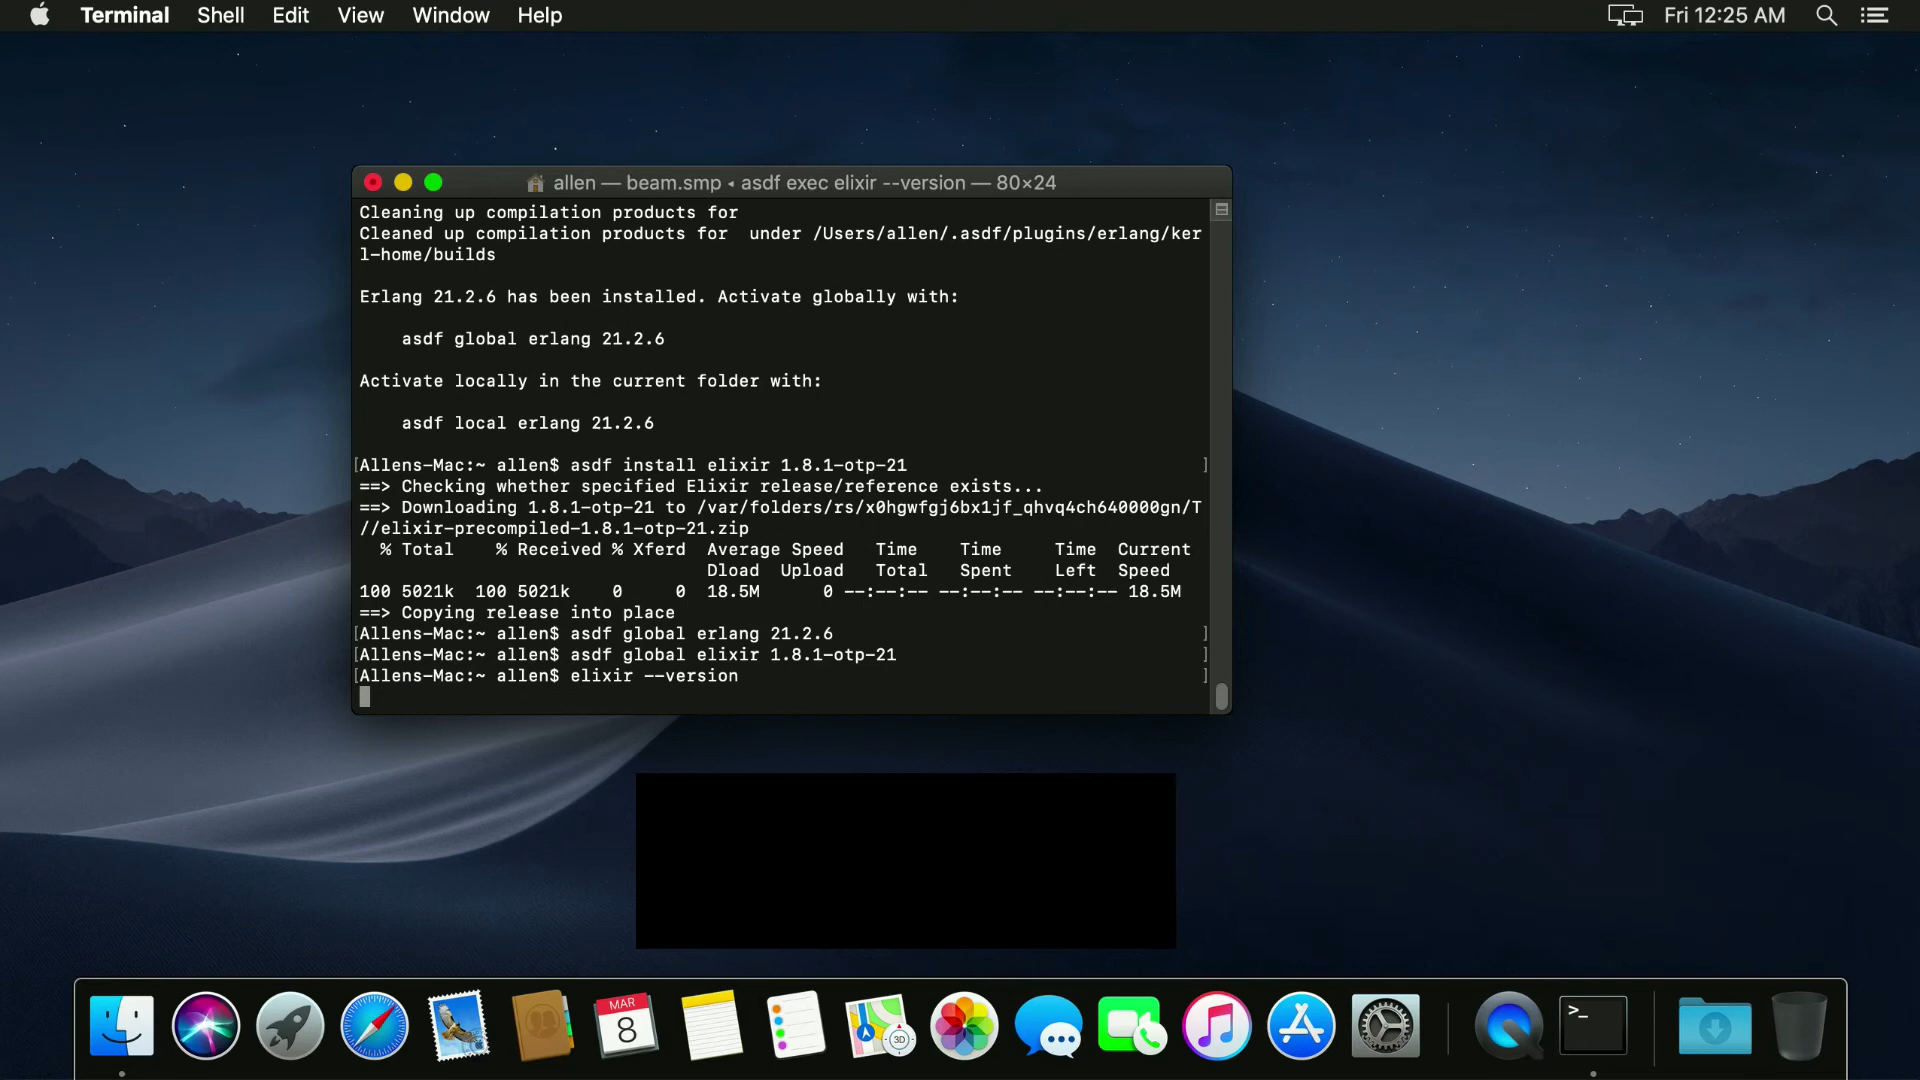 Terminal Shell Edit View Window Help Fri 12:25 AM
allen — beam.smp ◂ asdf exec elixir --version — 80×24
Cleaning up compilation products for
Cleaned up compilation products for  under /Users/allen/.asdf/plugins/erlang/ker
l-home/builds
Erlang 21.2.6 has been installed. Activate globally with:
asdf global erlang 21.2.6
Activate locally in the current folder with:
asdf local erlang 21.2.6
[Allens-Mac:~ allen$ asdf install elixir 1.8.1-otp-21 ]
==> Checking whether specified Elixir release/reference exists...
==> Downloading 1.8.1-otp-21 to /var/folders/rs/x0hgwfgj6bx1jf_qhvq4ch640000gn/T
//elixir-precompiled-1.8.1-otp-21.zip
% Total % Received % Xferd Average Speed Time Time Time Current
Dload Upload Total Spent Left Speed
100 5021k 100 5021k 0 0 18.5M 0 --:--:-- --:--:-- --:--:-- 18.5M
==> Copying release into place
[Allens-Mac:~ allen$ asdf global erlang 21.2.6 ]
[Allens-Mac:~ allen$ asdf global elixir 1.8.1-otp-21 ]
[Allens-Mac:~ allen$ elixir --version ]
MAR
8
3D
>_